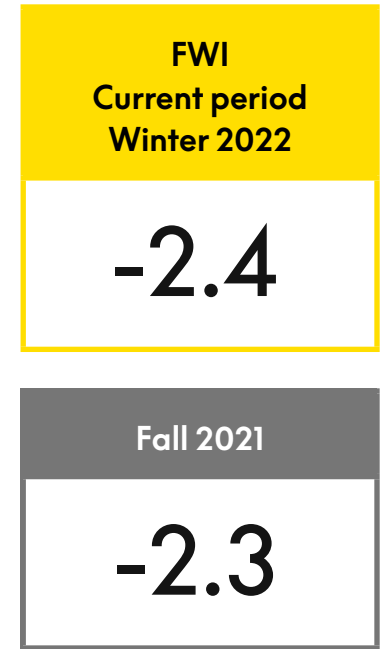 FWI
Current period
Winter 2022
-2.4
Fall 2021
-2.3